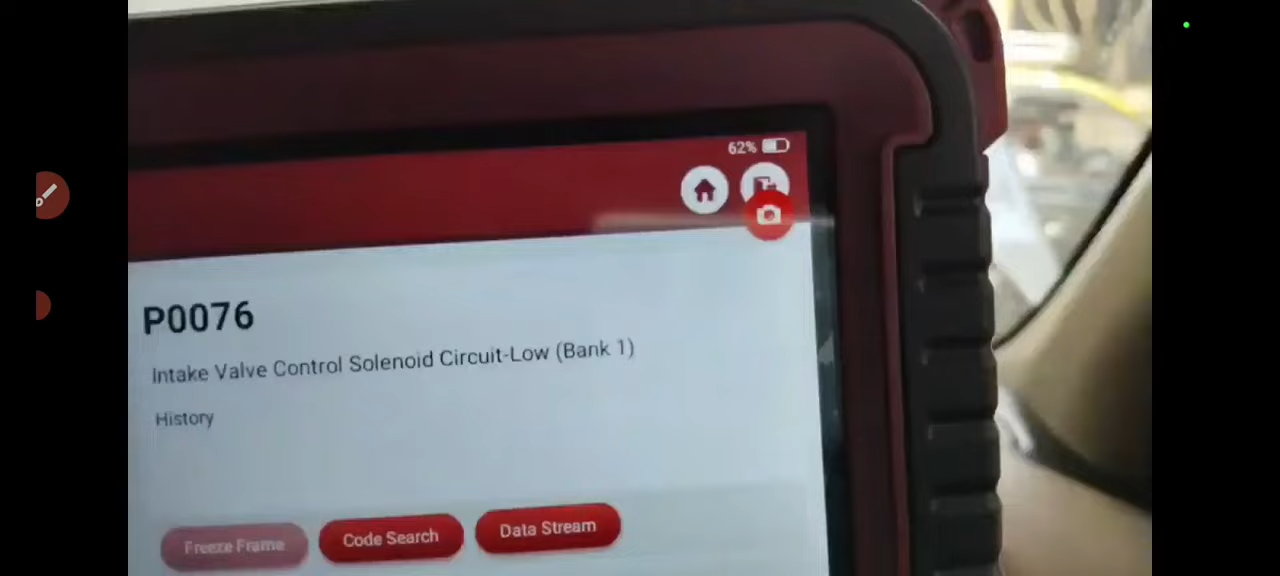 62%
P0076
Intake Valve Control Solenoid Circuit-Low (Bank 1)
History
Freeze Frame
Code Search
Data Stream